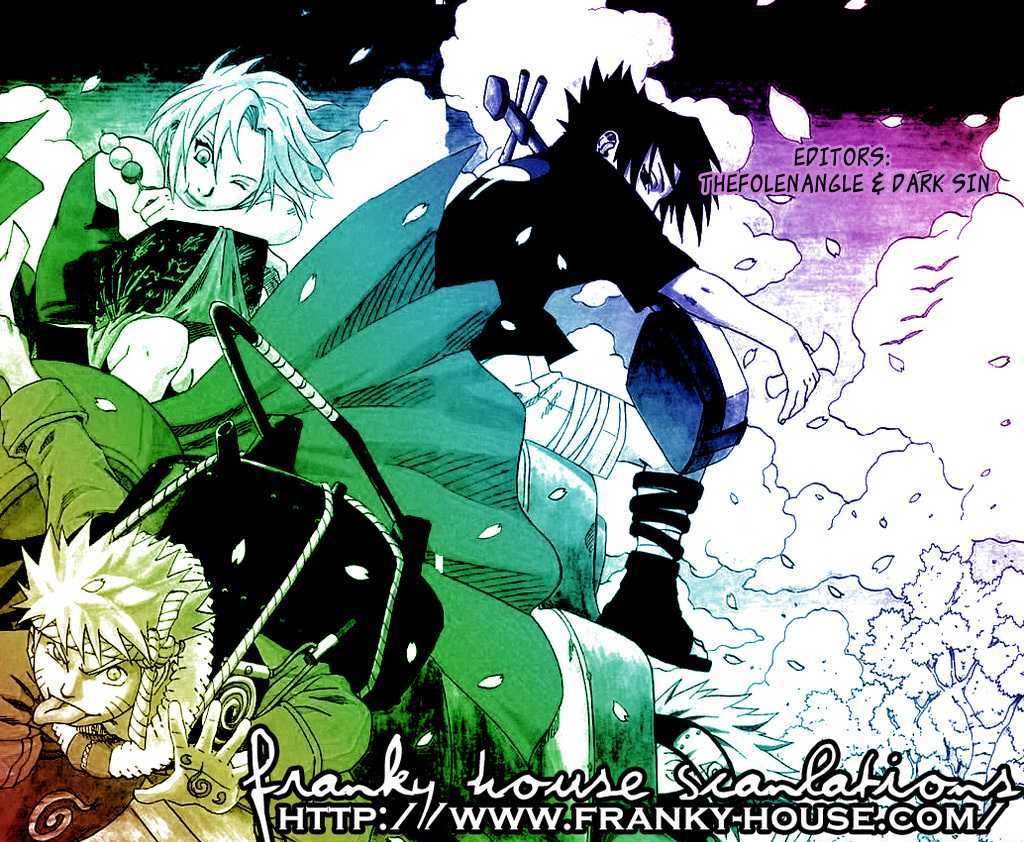 EDITORS:
THEFOLENANGLE & DARK SIN
franky house scanlations
HTTP://WWW.FRANKY-HOUSE.COM/